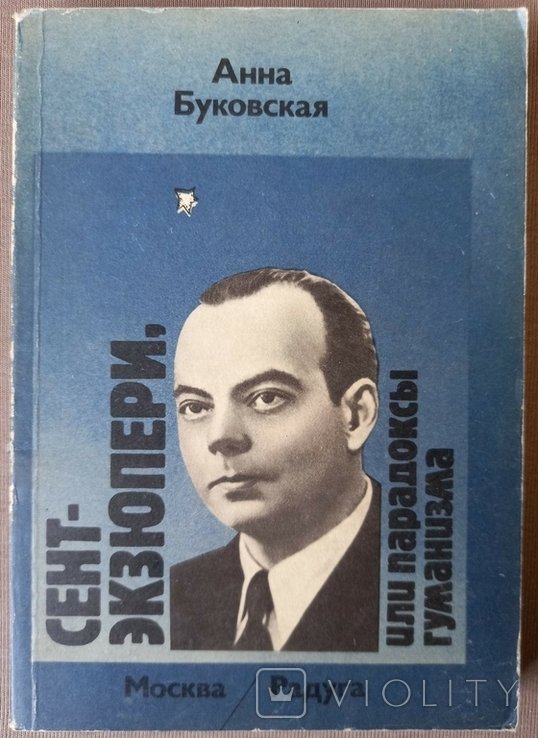 Анна
Буковская
СЕНТ-
ЭКЗЮПЕРИ,
или парадоксы
гуманизма
Москва / Радуга
VIOLITY